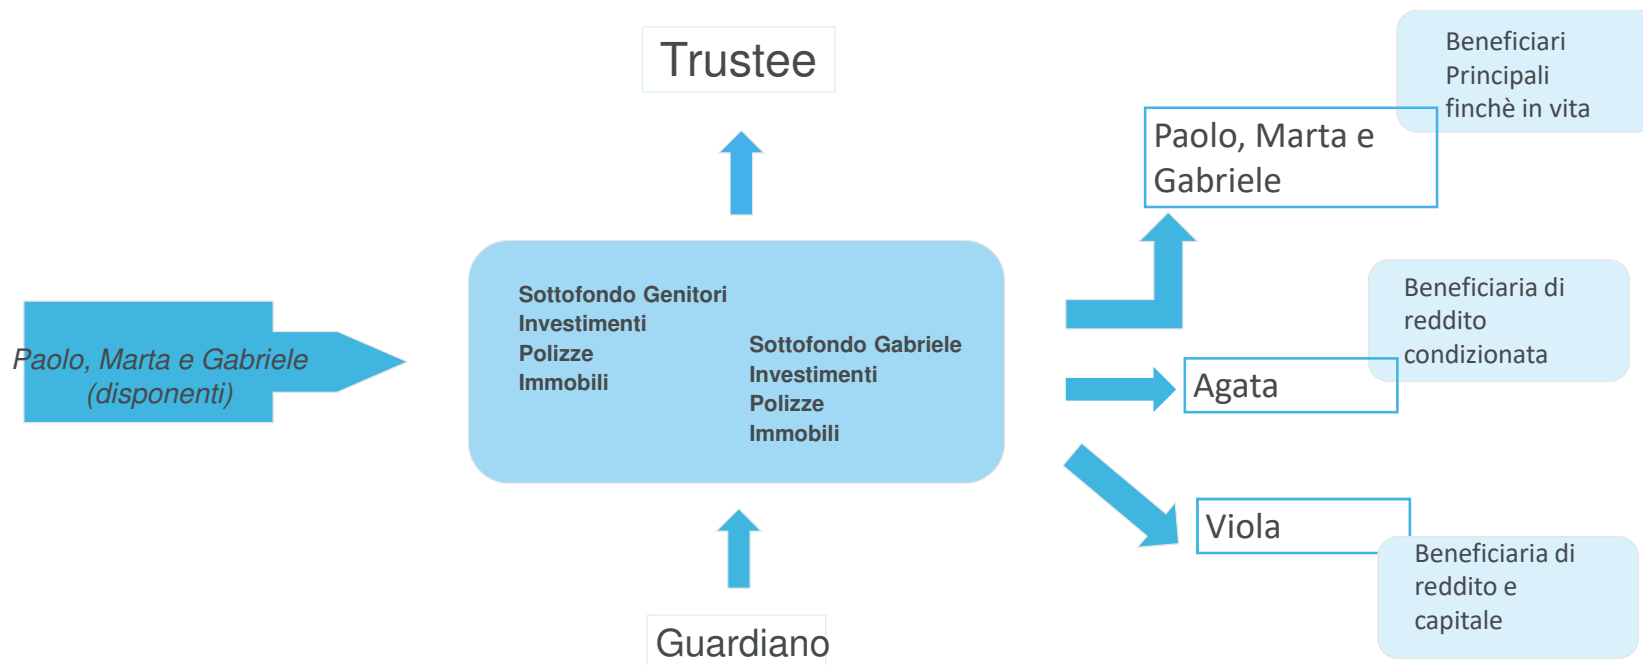 Trustee
Beneficiari
Principali
finchè in vita
Paolo, Marta e
Gabriele
Paolo, Marta e Gabriele
(disponenti)
Sottofondo Genitori
Investimenti
Polizze
Immobili
Sottofondo Gabriele
Investimenti
Polizze
Immobili
Beneficiaria di
reddito
condizionata
Agata
Viola
Beneficiaria di
reddito e
capitale
Guardiano